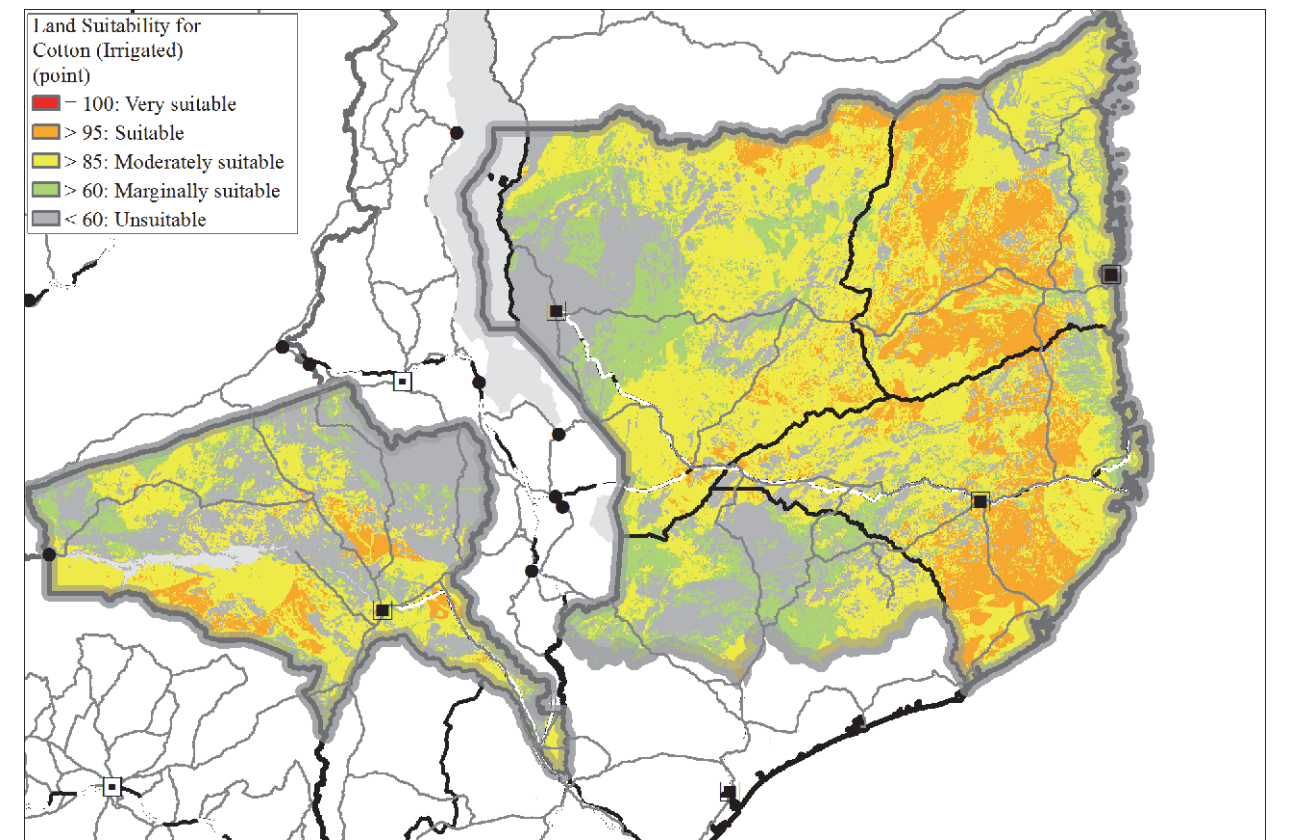 Land Suitability for
Cotton (Irrigated)
(point)
= 100: Very suitable
> 95: Suitable
> 85: Moderately suitable
> 60: Marginally suitable
< 60: Unsuitable